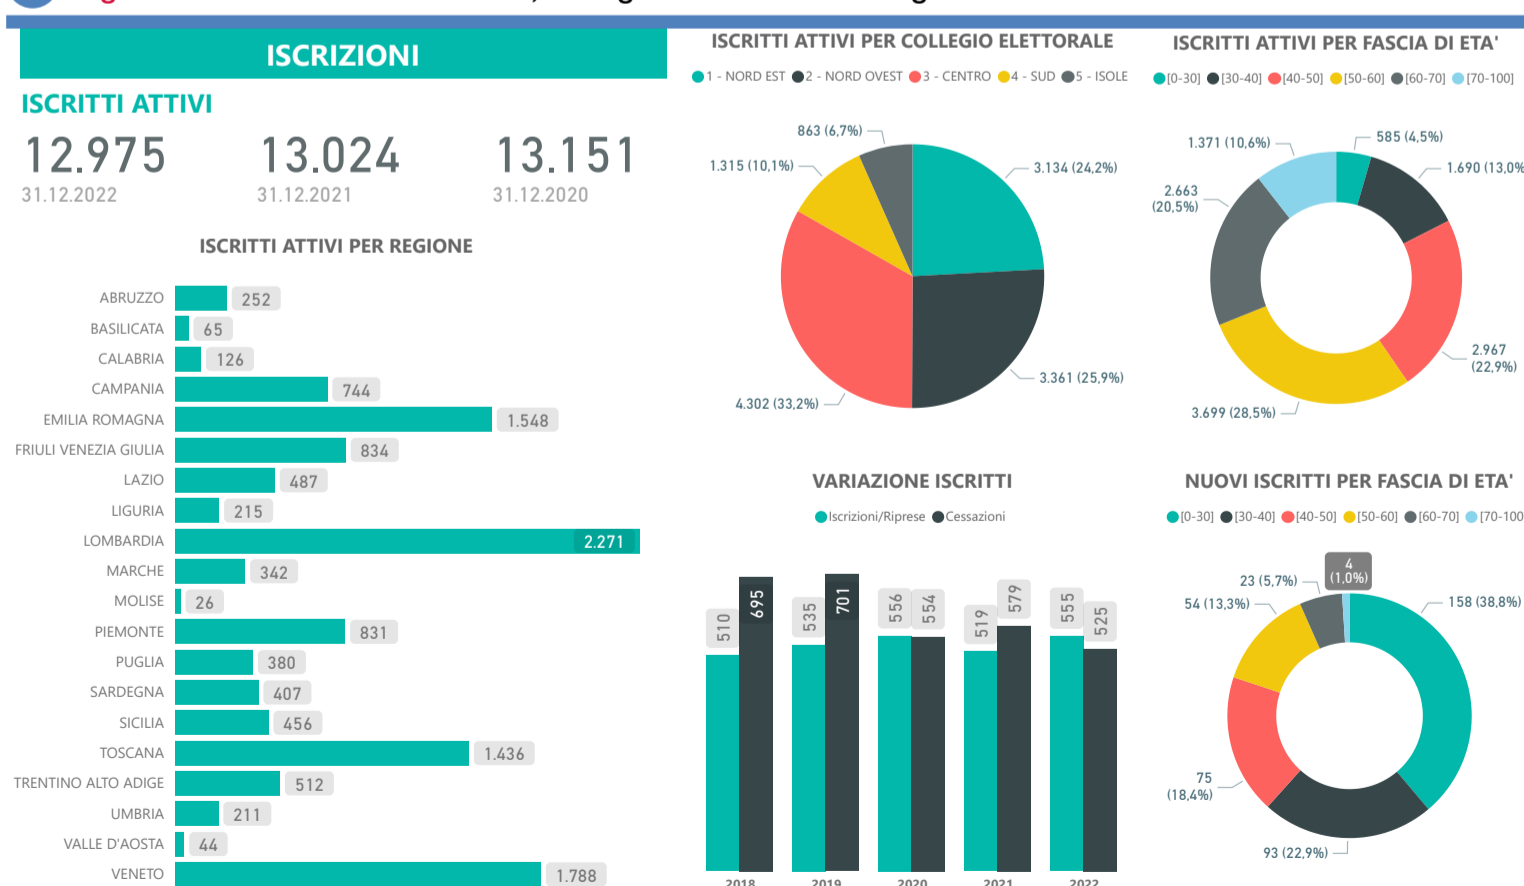 ISCRIZIONI
ISCRITTI ATTIVI
12.975
31.12.2022
13.024
31.12.2021
13.151
31.12.2020
ISCRITTI ATTIVI PER REGIONE
ABRUZZO 252
BASILICATA 65
CALABRIA 126
CAMPANIA 744
EMILIA ROMAGNA 1.548
FRIULI VENEZIA GIULIA 834
LAZIO 487
LIGURIA 215
LOMBARDIA 2.271
MARCHE 342
MOLISE 26
PIEMONTE 831
PUGLIA 380
SARDEGNA 407
SICILIA 456
TOSCANA 1.436
TRENTINO ALTO ADIGE 512
UMBRIA 211
VALLE D'AOSTA 44
VENETO 1.788
ISCRITTI ATTIVI PER COLLEGIO ELETTORALE
1 - NORD EST 2 - NORD OVEST 3 - CENTRO 4 - SUD 5 - ISOLE
863 (6,7%)
1.315 (10,1%)
3.134 (24,2%)
3.361 (25,9%)
4.302 (33,2%)
ISCRITTI ATTIVI PER FASCIA DI ETA'
[0-30] [30-40] [40-50] [50-60] [60-70] [70-100]
585 (4,5%)
1.371 (10,6%)
1.690 (13,0%
2.663
(20,5%)
2.967
(22,9%)
3.699 (28,5%)
VARIAZIONE ISCRITTI
Iscrizioni/Riprese Cessazioni
510 695 535 701 556 554 519 579 555 525
2018 2019 2020 2021 2022
NUOVI ISCRITTI PER FASCIA DI ETA'
[0-30] [30-40] [40-50] [50-60] [60-70] [70-100
4
(1,0%)
23 (5,7%)
54 (13,3%)
158 (38,8%)
75
(18,4%)
93 (22,9%)